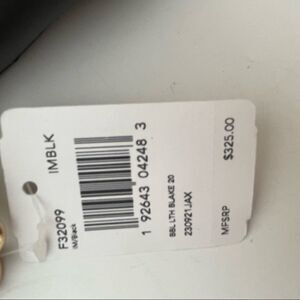 IMBLK
F32099
IM/Black
1 92643 04248 3
BBL LTH BLAKE 20
230921JAX
$325.00
MFSRP